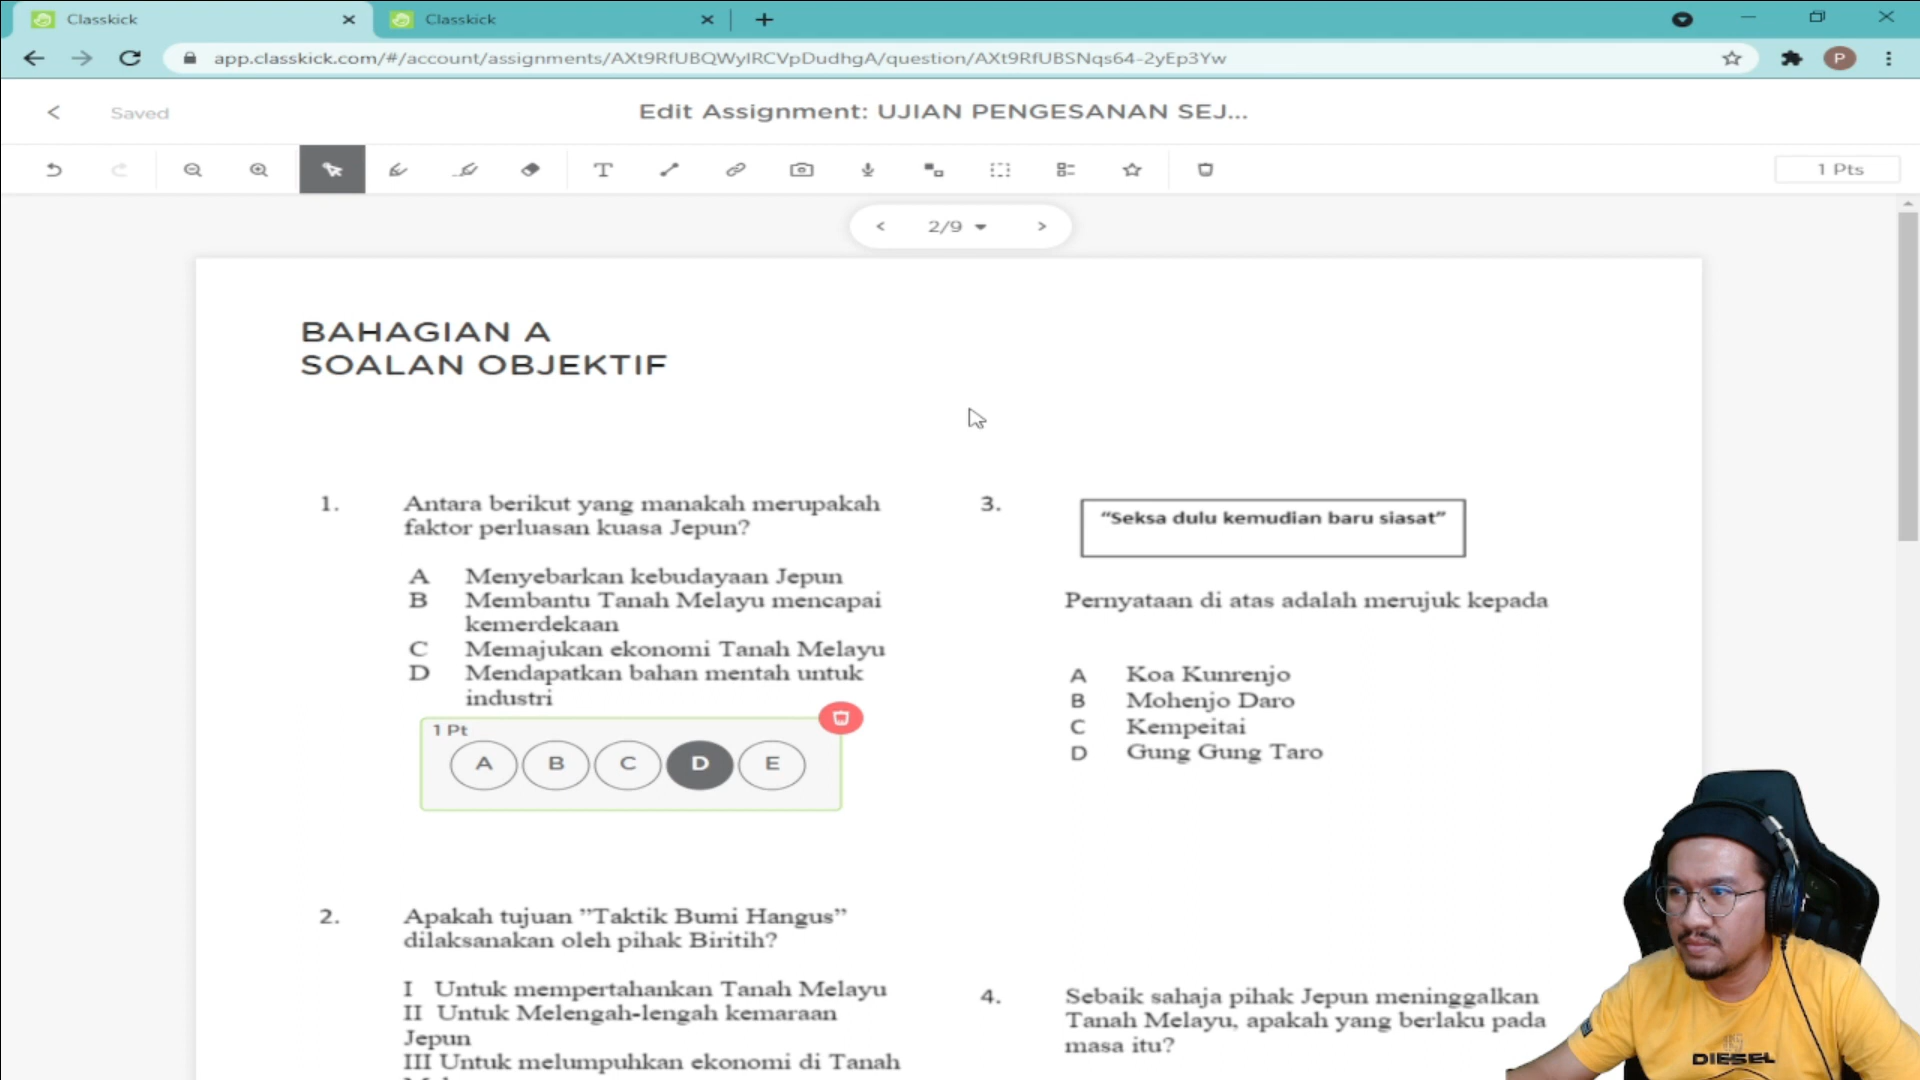 Classkick
Classkick
app.classkick.com/#/account/assignments/AXt9RfUBQWyIRCVpDudhgA/question/AXt9RfUBSNqs64-2yEp3Yw
P
Saved
Edit Assignment: UJIAN PENGESANAN SEJ...
T
1 Pts
2/9
BAHAGIAN A
SOALAN OBJEKTIF
1. Antara berikut yang manakah merupakah
faktor perluasan kuasa Jepun?
A Menyebarkan kebudayaan Jepun
B Membantu Tanah Melayu mencapai
kemerdekaan
C Memajukan ekonomi Tanah Melayu
D Mendapatkan bahan mentah untuk
industri
1 Pt
A B C D E
2. Apakah tujuan ”Taktik Bumi Hangus”
dilaksanakan oleh pihak Biritih?
I Untuk mempertahankan Tanah Melayu
II Untuk Melengah-lengah kemaraan
Jepun
III Untuk melumpuhkan ekonomi di Tanah
3.
“Seksa dulu kemudian baru siasat”
Pernyataan di atas adalah merujuk kepada
A Koa Kunrenjo
B Mohenjo Daro
C Kempeitai
D Gung Gung Taro
4. Sebaik sahaja pihak Jepun meninggalkan
Tanah Melayu, apakah yang berlaku pada
masa itu?
DIESEL